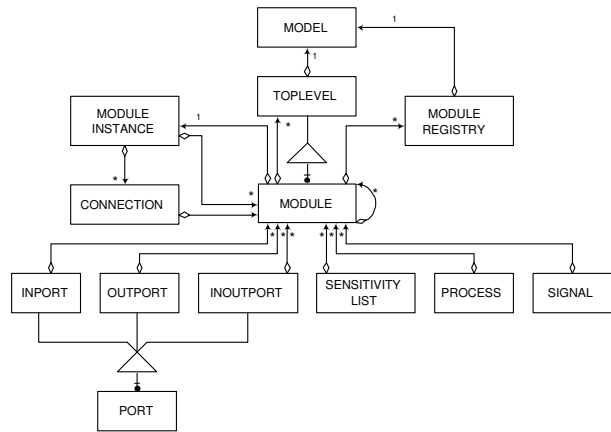 MODEL
1
1
TOPLEVEL
MODULE
INSTANCE
MODULE
REGISTRY
1
*
*
*
*
*
CONNECTION
MODULE
*
*
*
*
*
*
INPORT
OUTPORT
INOUTPORT
SENSITIVITY
LIST
PROCESS
SIGNAL
PORT